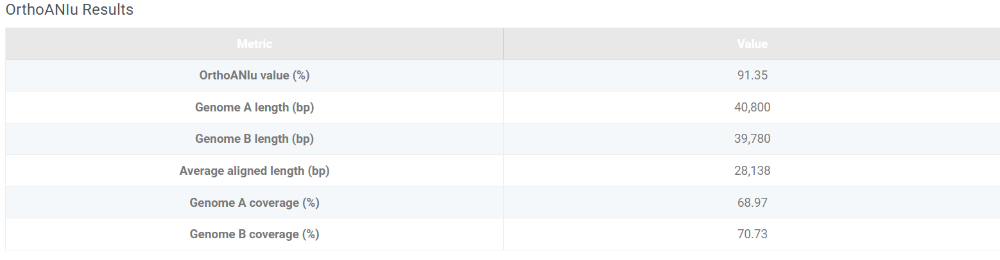 OrthoANIu Results
Metric Value
OrthoANIu value (%) 91.35
Genome A length (bp) 40,800
Genome B length (bp) 39,780
Average aligned length (bp) 28,138
Genome A coverage (%) 68.97
Genome B coverage (%) 70.73